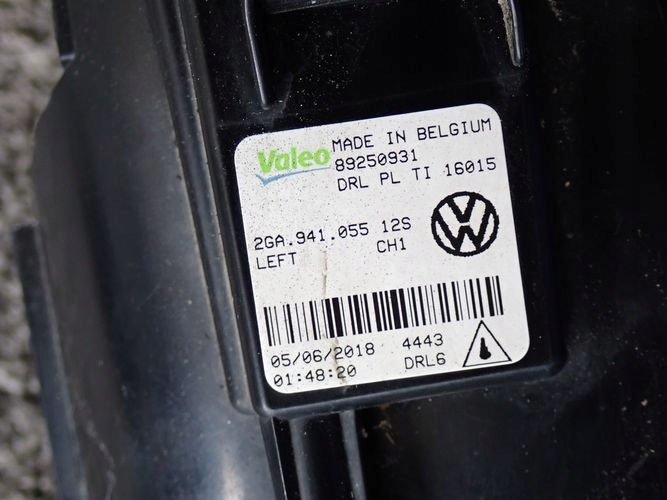 Valeo MADE IN BELGIUM
89250931
DRL PL TI 16015
2GA.941.055 12S
LEFT CH1
05/06/2018 4443
01:48:20 DRL6